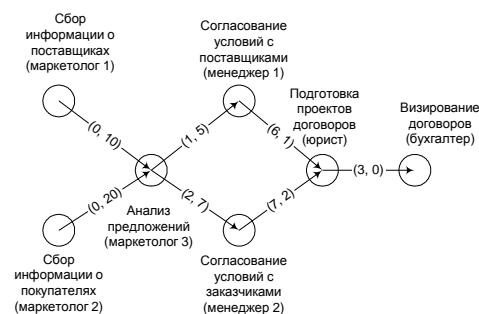 Сбор
информации о
поставщиках
(маркетолог 1)
Согласование
условий с
поставщиками
(менеджер 1)
Подготовка
проектов
договоров
(юрист)
Визирование
договоров
(бухгалтер)
(0, 10)
(1, 5)
(6, 1)
(3, 0)
(0, 20)
(2, 7)
(7, 2)
Анализ
предложений
(маркетолог 3)
Сбор
информации о
покупателях
(маркетолог 2)
Согласование
условий с
заказчиками
(менеджер 2)